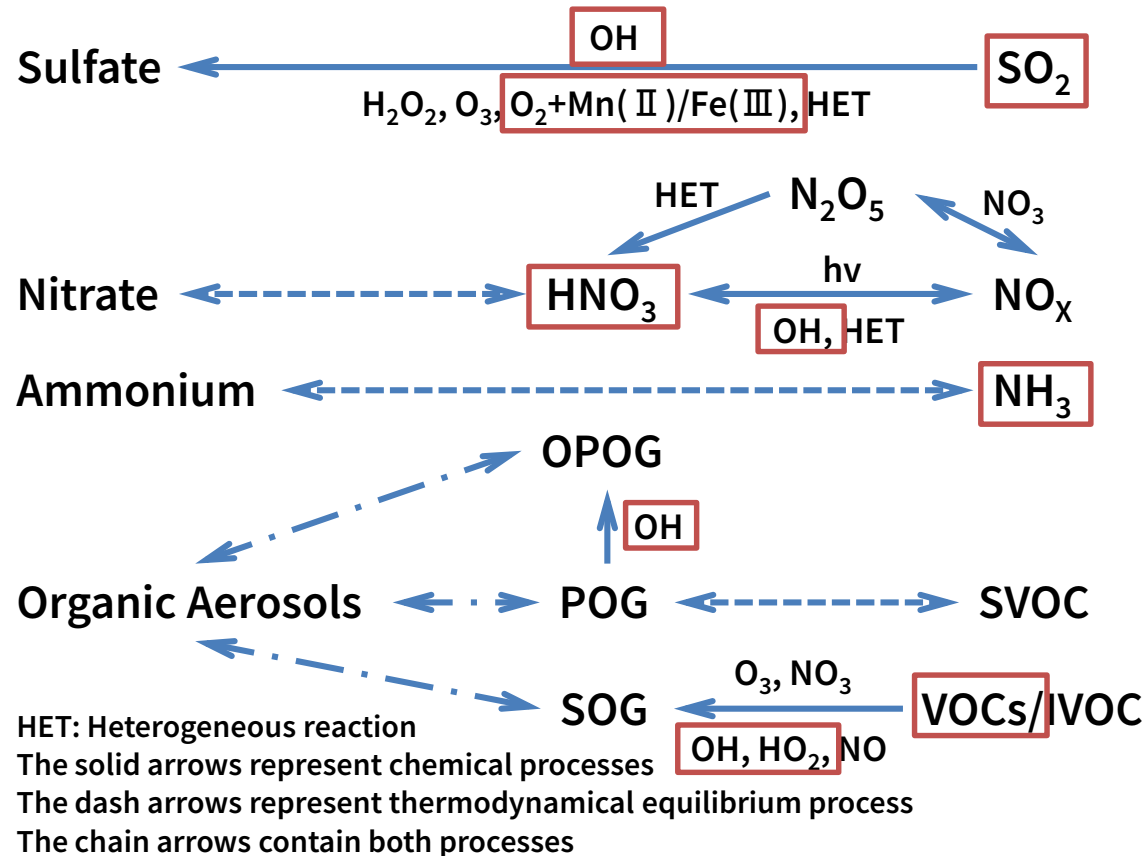 OH
Sulfate
SO₂
H₂O₂, O₃, O₂+Mn(Ⅱ)/Fe(Ⅲ), HET
HET
N₂O₅
NO₃
hv
Nitrate
HNO₃
NOX
OH, HET
Ammonium
NH₃
OPOG
OH
Organic Aerosols
POG
SVOC
O₃, NO₃
SOG
VOCs/IVOC
OH, HO₂, NO
HET: Heterogeneous reaction
The solid arrows represent chemical processes
The dash arrows represent thermodynamical equilibrium process
The chain arrows contain both processes